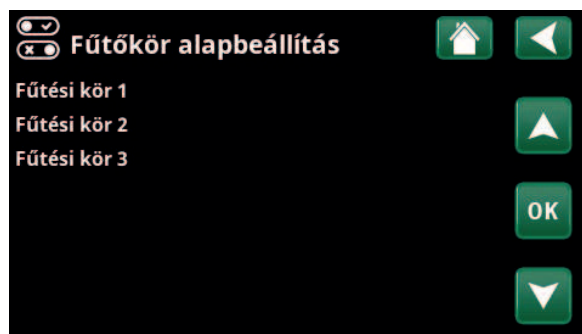 Fűtőkör alapbeállítás
Fűtési kör 1
Fűtési kör 2
Fűtési kör 3
OK